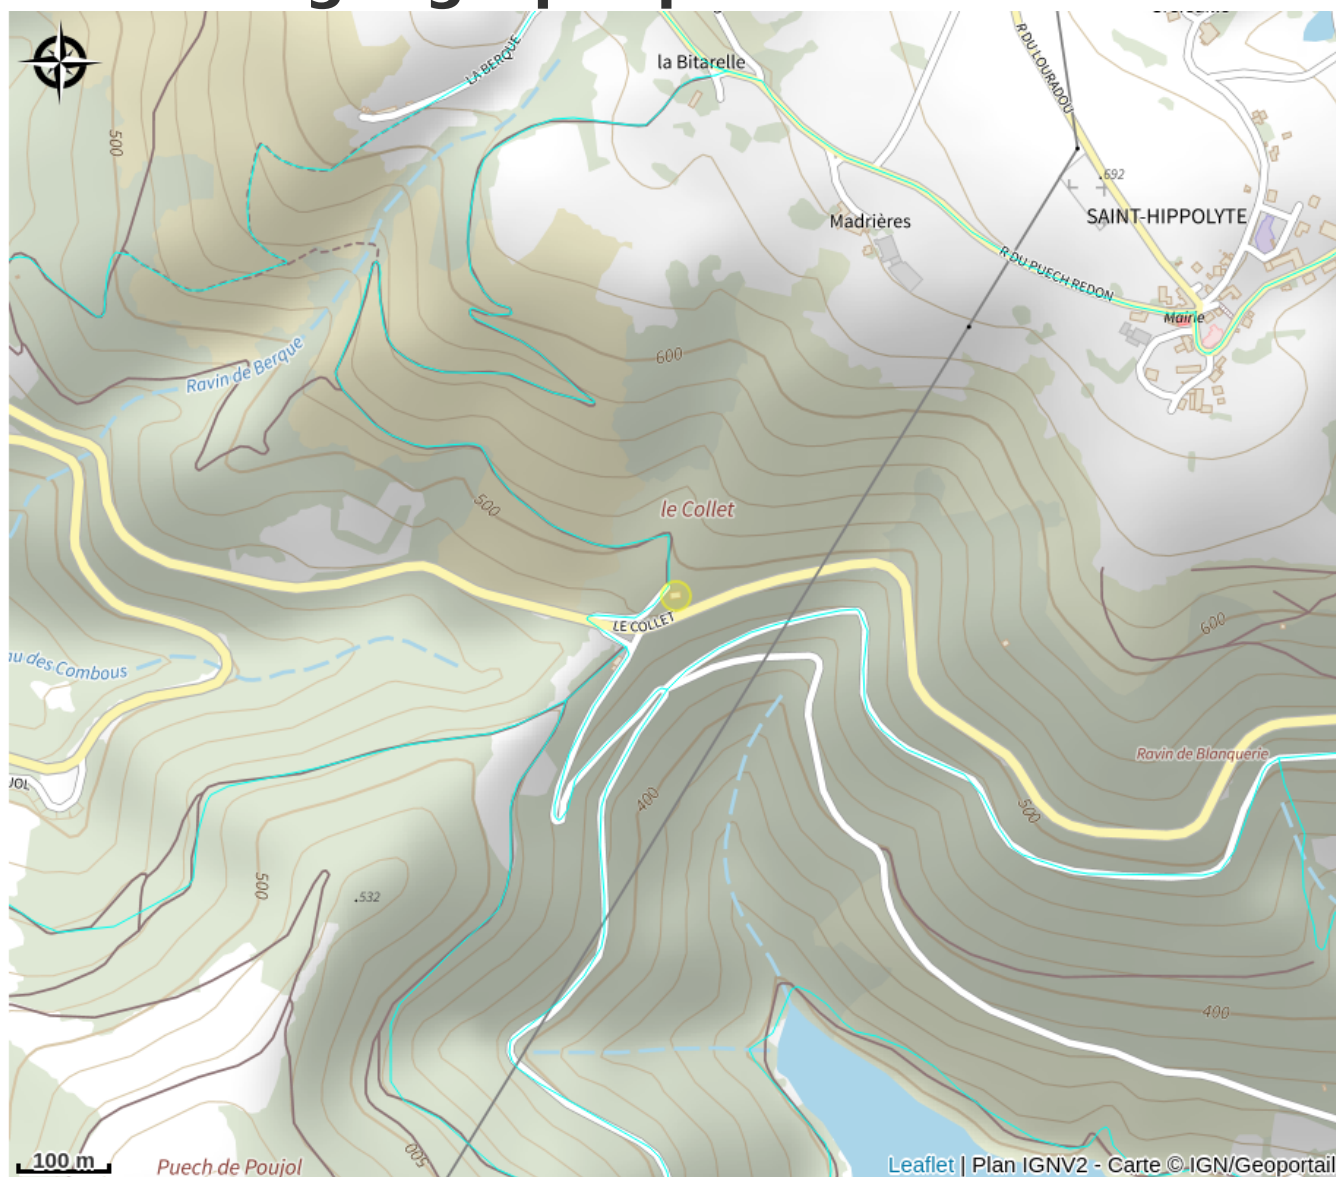 la Bitarelle
LA BERQUE
R DU LOURADOU
500
.692
SAINT-HIPPOLYTE
Madrières
R DU PUECH REDON
Mairie
Ravin de Berque
600
500
le Collet
LE COLLET
600
au des Combous
Ravin de Blanquerie
JOL
400
500
500
.532
400
500
100 m
Puech de Poujol
Leaflet | Plan IGNV2 - Carte © IGN/Geoportail